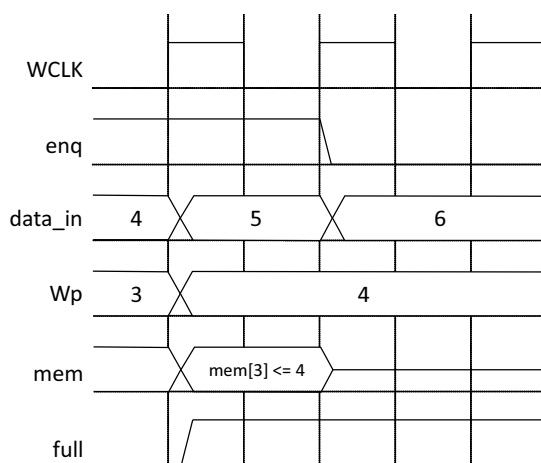 WCLK
enq
data_in 4 5 6
Wp 3 4
mem mem[3] <= 4
full